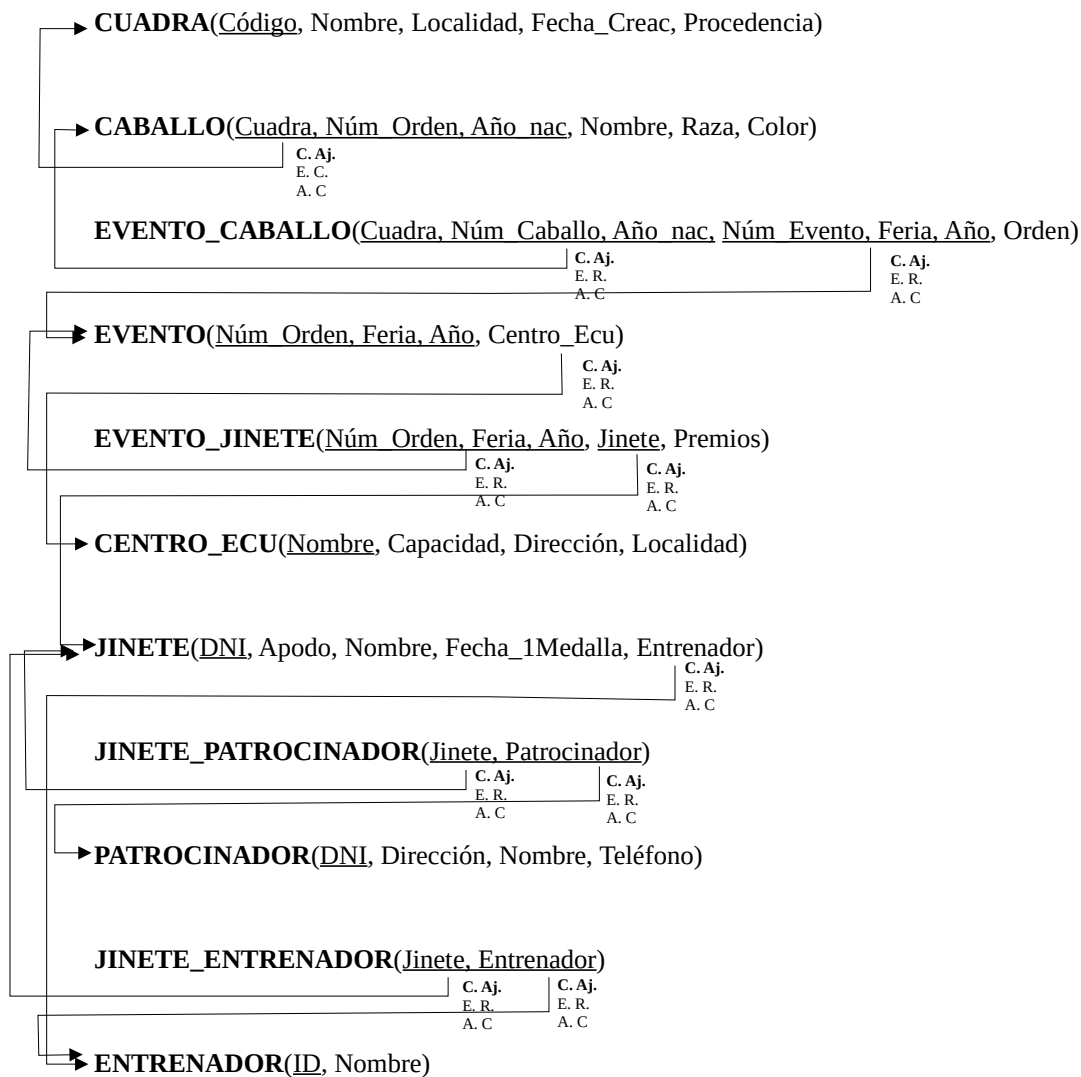 CUADRA(Código, Nombre, Localidad, Fecha_Creac, Procedencia)
CABALLO(Cuadra, Núm_Orden, Año_nac, Nombre, Raza, Color)
C. Aj.
E. C.
A. C
EVENTO_CABALLO(Cuadra, Núm_Caballo, Año_nac, Núm_Evento, Feria, Año, Orden)
C. Aj.
E. R.
A. C
C. Aj.
E. R.
A. C
EVENTO(Núm_Orden, Feria, Año, Centro_Ecu)
C. Aj.
E. R.
A. C
EVENTO_JINETE(Núm_Orden, Feria, Año, Jinete, Premios)
C. Aj.
E. R.
A. C
C. Aj.
E. R.
A. C
CENTRO_ECU(Nombre, Capacidad, Dirección, Localidad)
JINETE(DNI, Apodo, Nombre, Fecha_1Medalla, Entrenador)
C. Aj.
E. R.
A. C
JINETE_PATROCINADOR(Jinete, Patrocinador)
C. Aj.
E. R.
A. C
C. Aj.
E. R.
A. C
PATROCINADOR(DNI, Dirección, Nombre, Teléfono)
JINETE_ENTRENADOR(Jinete, Entrenador)
C. Aj.
E. R.
A. C
C. Aj.
E. R.
A. C
ENTRENADOR(ID, Nombre)